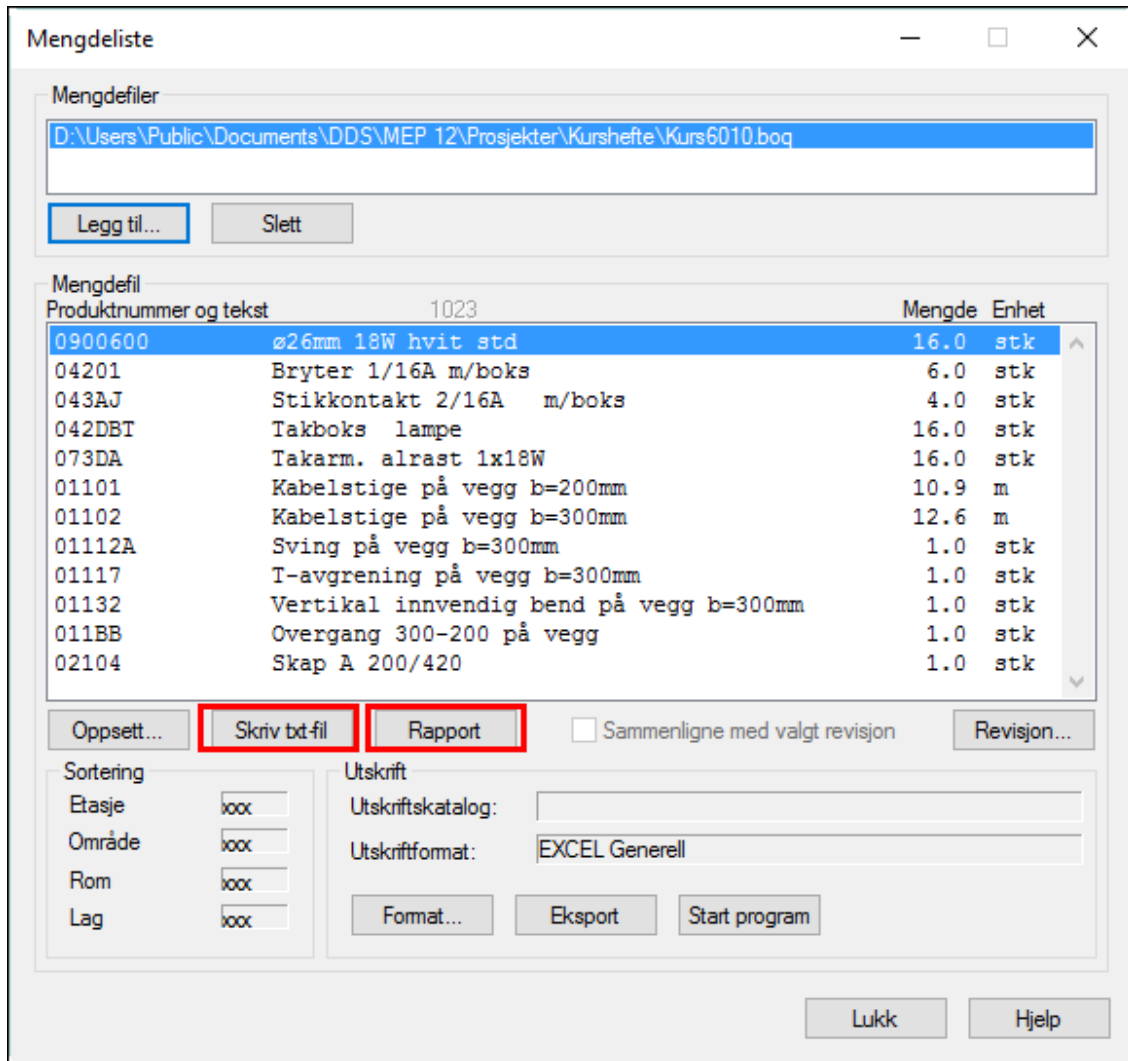 Mengdeliste
Mengdefiler
D:\Users\Public\Documents\DDS\MEP 12\Prosjekter\Kurshefte\Kurs6010.boq
Legg til... Slett
Mengdefil
Produktnummer og tekst 1023 Mengde Enhet
0900600 ø26mm 18W hvit std 16.0 stk
04201 Bryter 1/16A m/boks 6.0 stk
043AJ Stikkontakt 2/16A m/boks 4.0 stk
042DBT Takboks lampe 16.0 stk
073DA Takarm. alrast 1x18W 16.0 stk
01101 Kabelstige på vegg b=200mm 10.9 m
01102 Kabelstige på vegg b=300mm 12.6 m
01112A Sving på vegg b=300mm 1.0 stk
01117 T-avgrening på vegg b=300mm 1.0 stk
01132 Vertikal innvendig bend på vegg b=300mm 1.0 stk
011BB Overgang 300-200 på vegg 1.0 stk
02104 Skap A 200/420 1.0 stk
Oppsett... Skriv txt-fil Rapport Sammenligne med valgt revisjon Revisjon...
Sortering Utskrift
Etasje xxx Utskriftskatalog:
Område xxx Utskriftformat: EXCEL Generell
Rom xxx
Lag xxx Format... Eksport Start program
Lukk Hjelp